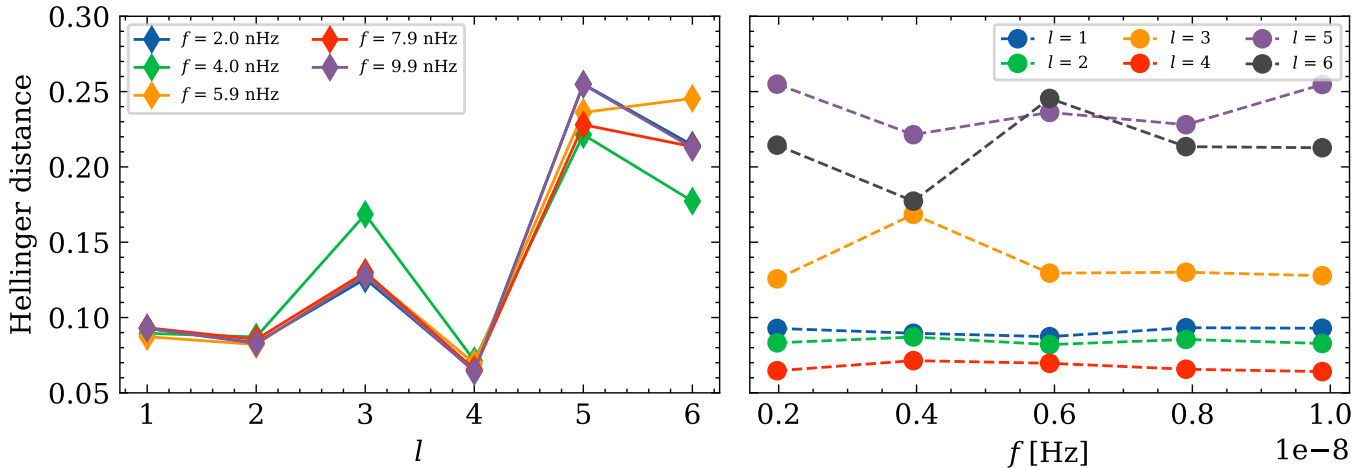 0.30
0.25
0.20
0.15
0.10
0.05
Hellinger distance
f = 2.0 nHz
f = 4.0 nHz
f = 5.9 nHz
f = 7.9 nHz
f = 9.9 nHz
1 2 3 4 5 6
l
l = 1
l = 2
l = 3
l = 4
l = 5
l = 6
0.2 0.4 0.6 0.8 1.0
f [Hz]
1e−8